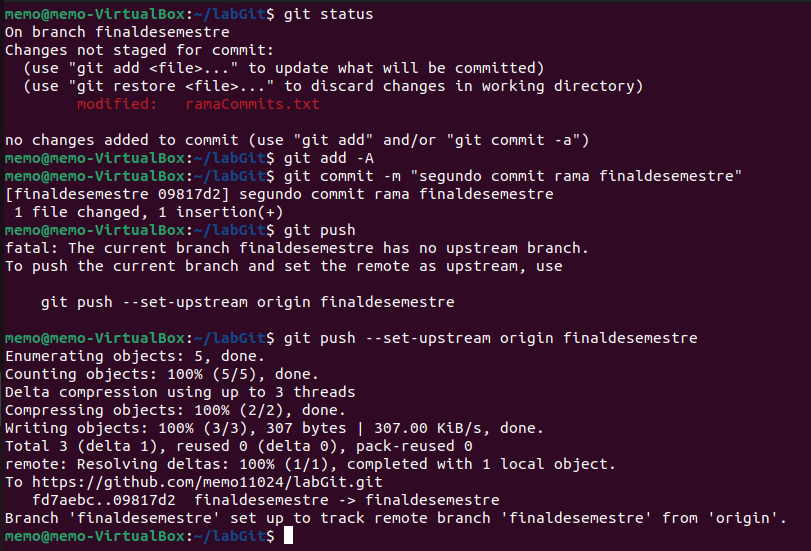 memo@memo-VirtualBox:~/labGit$ git status
On branch finaldesemestre
Changes not staged for commit:
  (use "git add <file>..." to update what will be committed)
  (use "git restore <file>..." to discard changes in working directory)
        modified:   ramaCommits.txt

no changes added to commit (use "git add" and/or "git commit -a")
memo@memo-VirtualBox:~/labGit$ git add -A
memo@memo-VirtualBox:~/labGit$ git commit -m "segundo commit rama finaldesemestre"
[finaldesemestre 09817d2] segundo commit rama finaldesemestre
 1 file changed, 1 insertion(+)
memo@memo-VirtualBox:~/labGit$ git push
fatal: The current branch finaldesemestre has no upstream branch.
To push the current branch and set the remote as upstream, use

    git push --set-upstream origin finaldesemestre

memo@memo-VirtualBox:~/labGit$ git push --set-upstream origin finaldesemestre
Enumerating objects: 5, done.
Counting objects: 100% (5/5), done.
Delta compression using up to 3 threads
Compressing objects: 100% (2/2), done.
Writing objects: 100% (3/3), 307 bytes | 307.00 KiB/s, done.
Total 3 (delta 1), reused 0 (delta 0), pack-reused 0
remote: Resolving deltas: 100% (1/1), completed with 1 local object.
To https://github.com/memo11024/labGit.git
   fd7aebc..09817d2  finaldesemestre -> finaldesemestre
Branch 'finaldesemestre' set up to track remote branch 'finaldesemestre' from 'origin'.
memo@memo-VirtualBox:~/labGit$